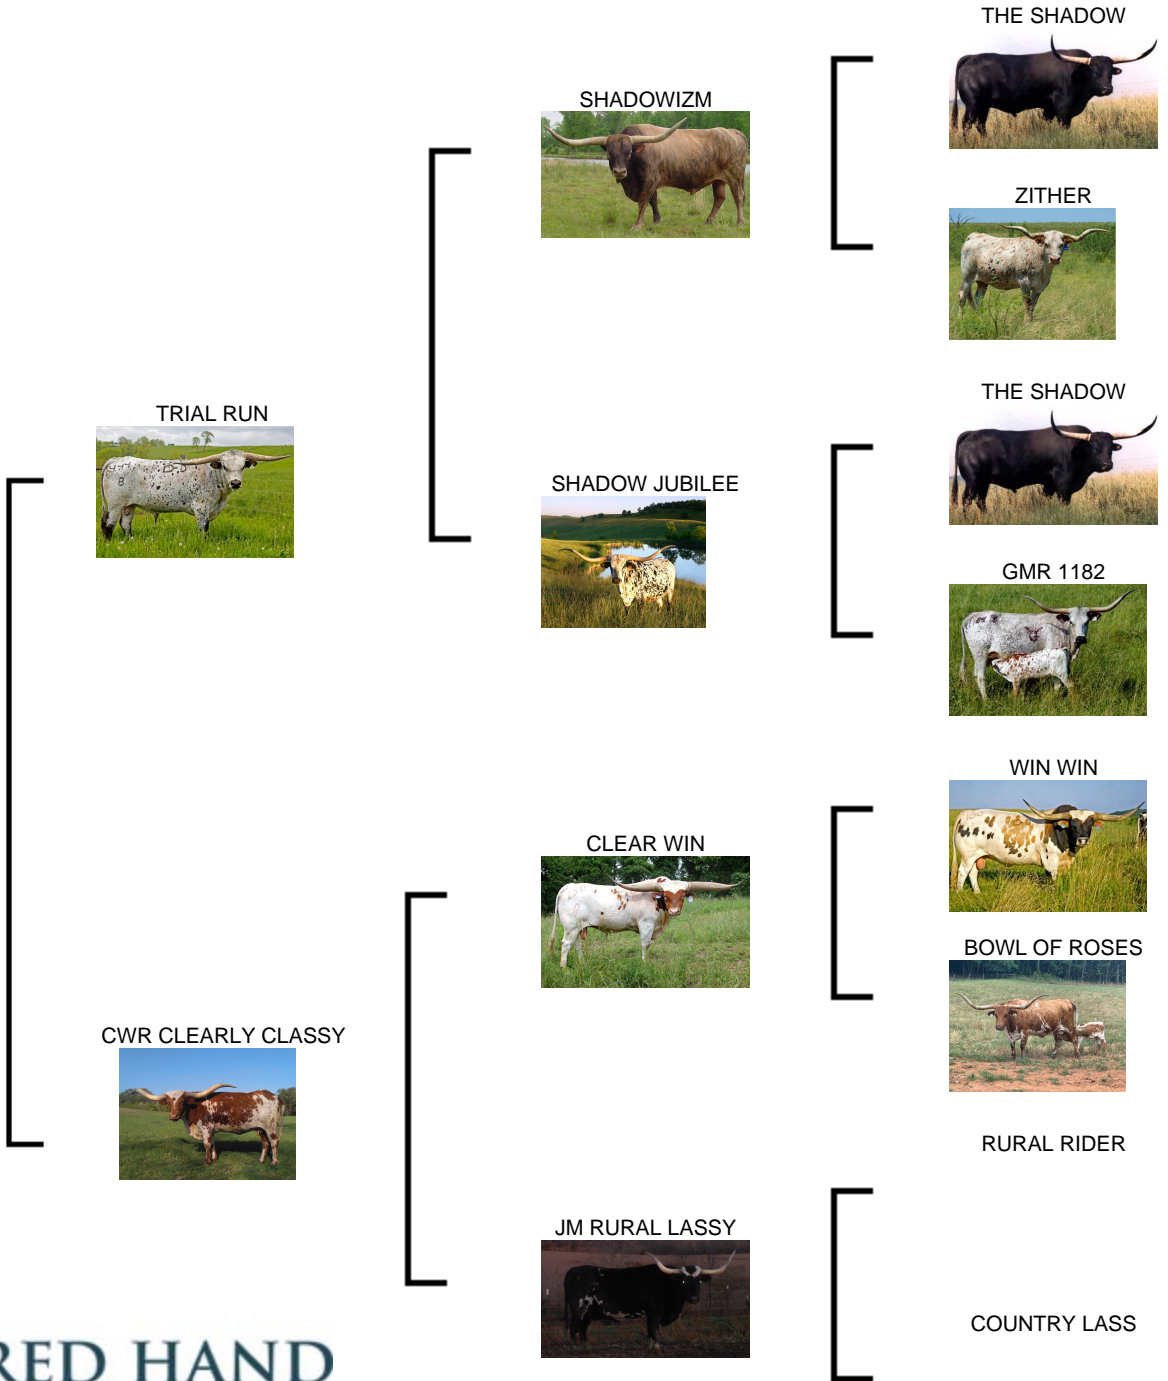 THE SHADOW
SHADOWIZM
ZITHER
THE SHADOW
TRIAL RUN
SHADOW JUBILEE
GMR 1182
WIN WIN
CLEAR WIN
BOWL OF ROSES
CWR CLEARLY CLASSY
RURAL RIDER
JM RURAL LASSY
COUNTRY LASS
RED HAND